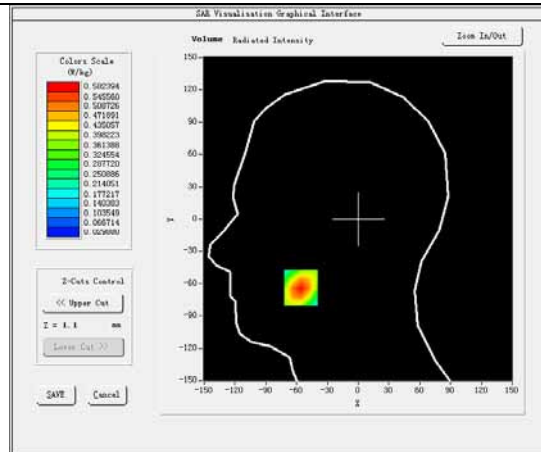 SAR Visualisation Graphical Interface
Volume Radiated Intensity
Zoom In/Out
Colors Scale
(W/kg)
0.582394
0.545560
0.508726
0.471891
0.435057
0.398223
0.361388
0.324554
0.287720
0.250886
0.214051
0.177217
0.140383
0.103549
0.066714
0.029880
Z-Cuts Control
<< Upper Cut
Z = 1.1 mm
Lower Cut >>
SAVE Cancel
150
120
90
60
30
0
-30
-60
-90
-120
-150
Y
-150 -120 -90 -60 -30 0 30 60 90 120 150
X